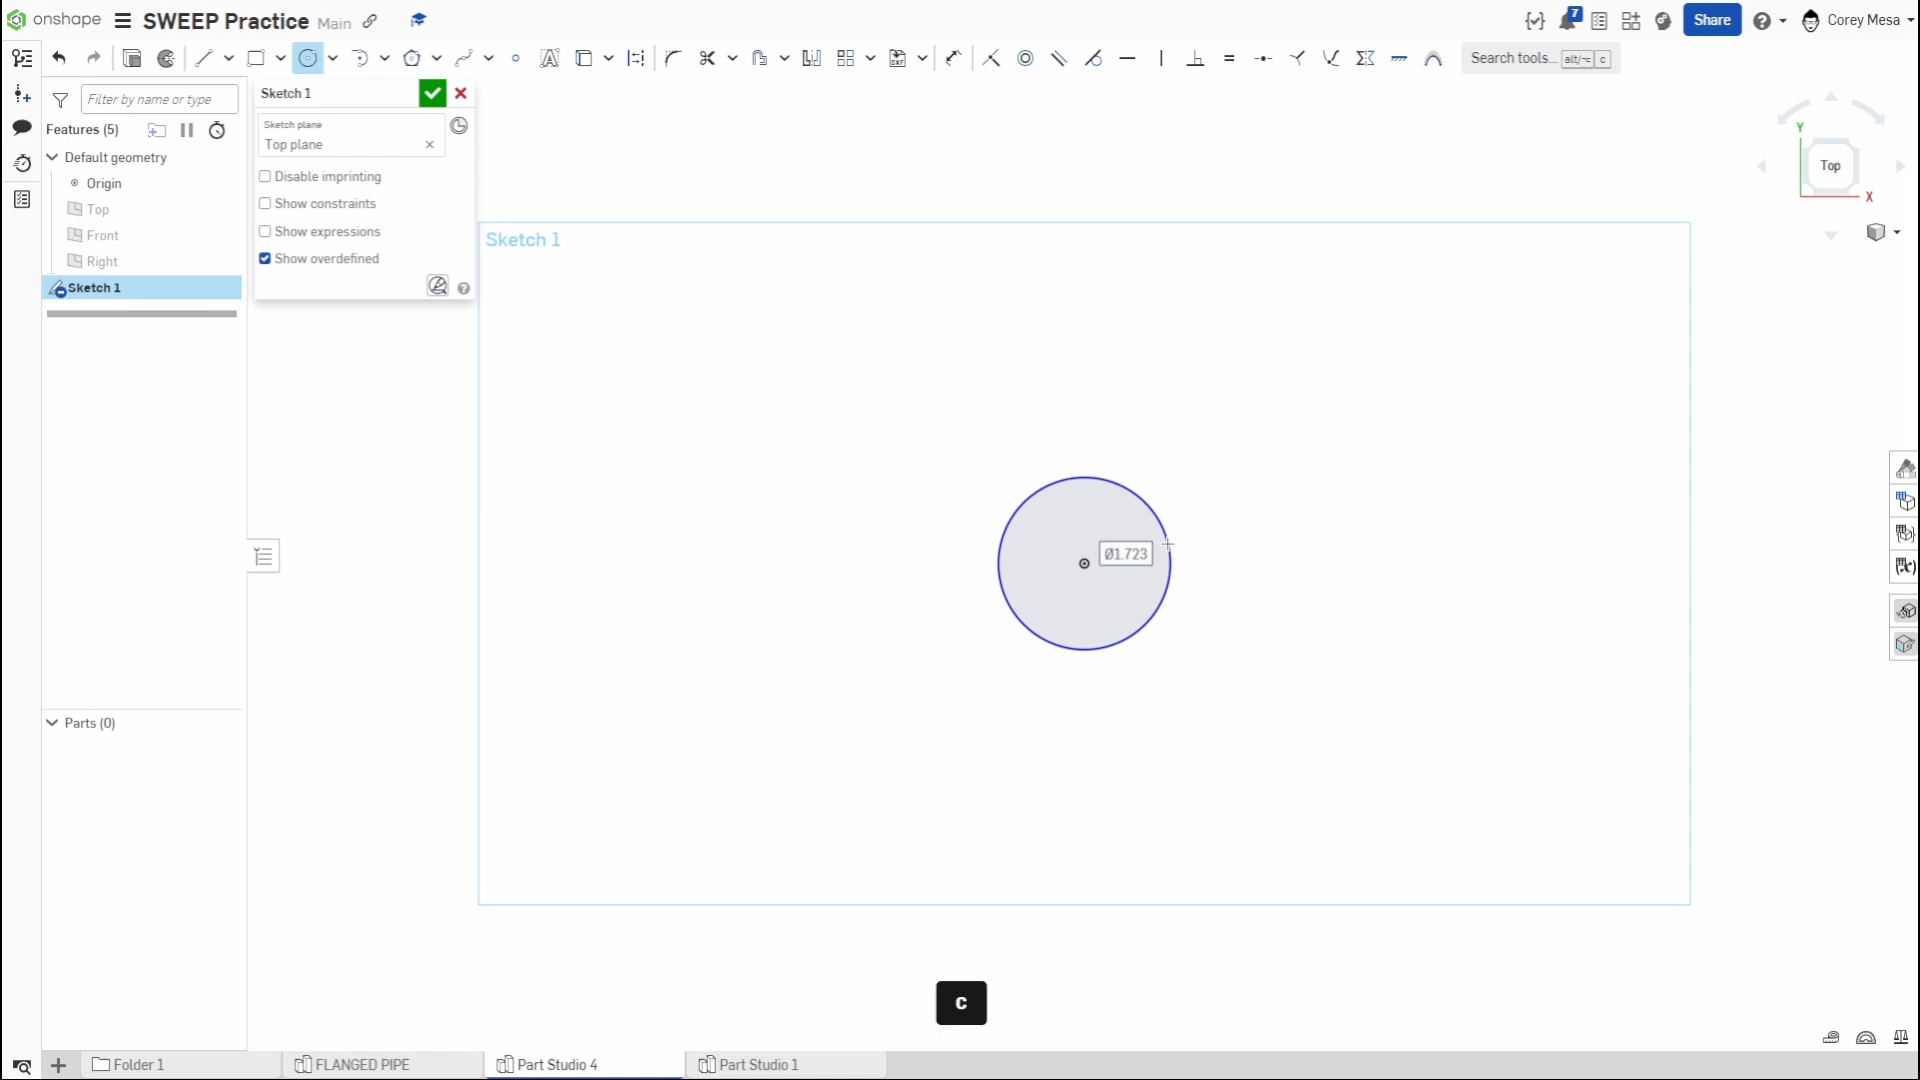 onshape
SWEEP Practice Main
7
Share
Corey Mesa
Search tools... alt/⌥ c
Filter by name or type
Features (5)
Default geometry
Origin
Top
Front
Right
Sketch 1
Parts (0)
Sketch 1
Sketch plane
Top plane
Disable imprinting
Show constraints
Show expressions
Show overdefined
Sketch 1
Ø1.723
Y
Top
X
C
Folder 1
FLANGED PIPE
Part Studio 4
Part Studio 1